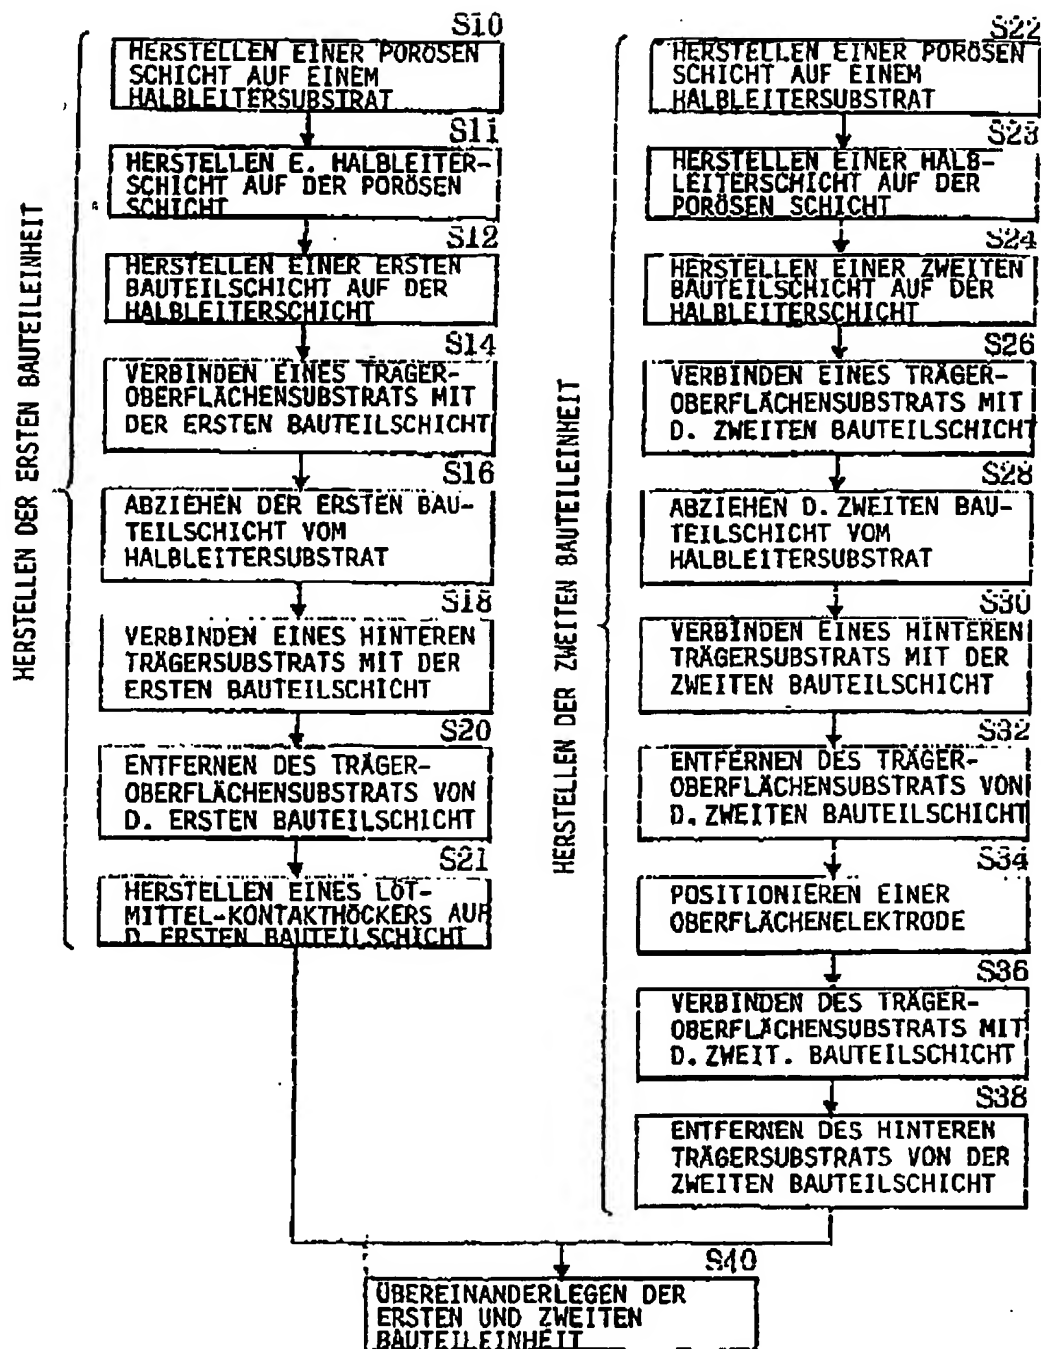 HERSTELLEN DER ERSTEN BAUTEILEINHEIT
S10
HERSTELLEN EINER PORÖSEN
SCHICHT AUF EINEM
HALBLEITERSUBSTRAT
S11
HERSTELLEN E. HALBLEITER-
SCHICHT AUF DER PORÖSEN
SCHICHT
S12
HERSTELLEN EINER ERSTEN
BAUTEILSCHICHT AUF DER
HALBLEITERSCHICHT
S14
VERBINDEN EINES TRÄGER-
OBERFLÄCHENSUBSTRATS MIT
DER ERSTEN BAUTEILSCHICHT
S16
ABZIEHEN DER ERSTEN BAU-
TEILSCHICHT VOM
HALBLEITERSUBSTRAT
S18
VERBINDEN EINES HINTEREN
TRÄGERSUBSTRATS MIT DER
ERSTEN BAUTEILSCHICHT
S20
ENTFERNEN DES TRÄGER-
OBERFLÄCHENSUBSTRATS VON
D. ERSTEN BAUTEILSCHICHT
S21
HERSTELLEN EINES LÖT-
MITTEL-KONTAKTHÖCKERS AUF
D. ERSTEN BAUTEILSCHICHT
HERSTELLEN DER ZWEITEN BAUTEILEINHEIT
S22
HERSTELLEN EINER PORÖSEN
SCHICHT AUF EINEM
HALBLEITERSUBSTRAT
S23
HERSTELLEN EINER HALB-
LEITERSCHICHT AUF DER
PORÖSEN SCHICHT
S24
HERSTELLEN EINER ZWEITEN
BAUTEILSCHICHT AUF DER
HALBLEITERSCHICHT
S26
VERBINDEN EINES TRÄGER-
OBERFLÄCHENSUBSTRATS MIT
D. ZWEITEN BAUTEILSCHICHT
S28
ABZIEHEN D. ZWEITEN BAU-
TEILSCHICHT VOM
HALBLEITERSUBSTRAT
S30
VERBINDEN EINES HINTEREN
TRÄGERSUBSTRATS MIT DER
ZWEITEN BAUTEILSCHICHT
S32
ENTFERNEN DES TRÄGER-
OBERFLÄCHENSUBSTRATS VON
D. ZWEITEN BAUTEILSCHICHT
S34
POSITIONIEREN EINER
OBERFLÄCHENELEKTRODE
S36
VERBINDEN DES TRÄGER-
OBERFLÄCHENSUBSTRATS MIT
D. ZWEIT. BAUTEILSCHICHT
S38
ENTFERNEN DES HINTEREN
TRÄGERSUBSTRATS VON DER
ZWEITEN BAUTEILSCHICHT
S40
ÜBEREINANDERLEGEN DER
ERSTEN UND ZWEITEN
BAUTEILEINHEIT